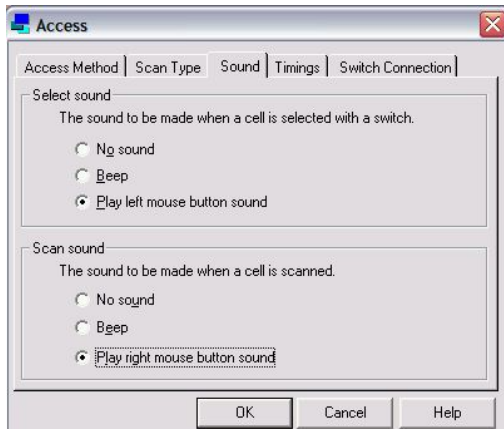 Access
Access Method Scan Type Sound Timings Switch Connection
Select sound
The sound to be made when a cell is selected with a switch.
No sound
Beep
Play left mouse button sound
Scan sound
The sound to be made when a cell is scanned.
No sound
Beep
Play right mouse button sound
OK Cancel Help